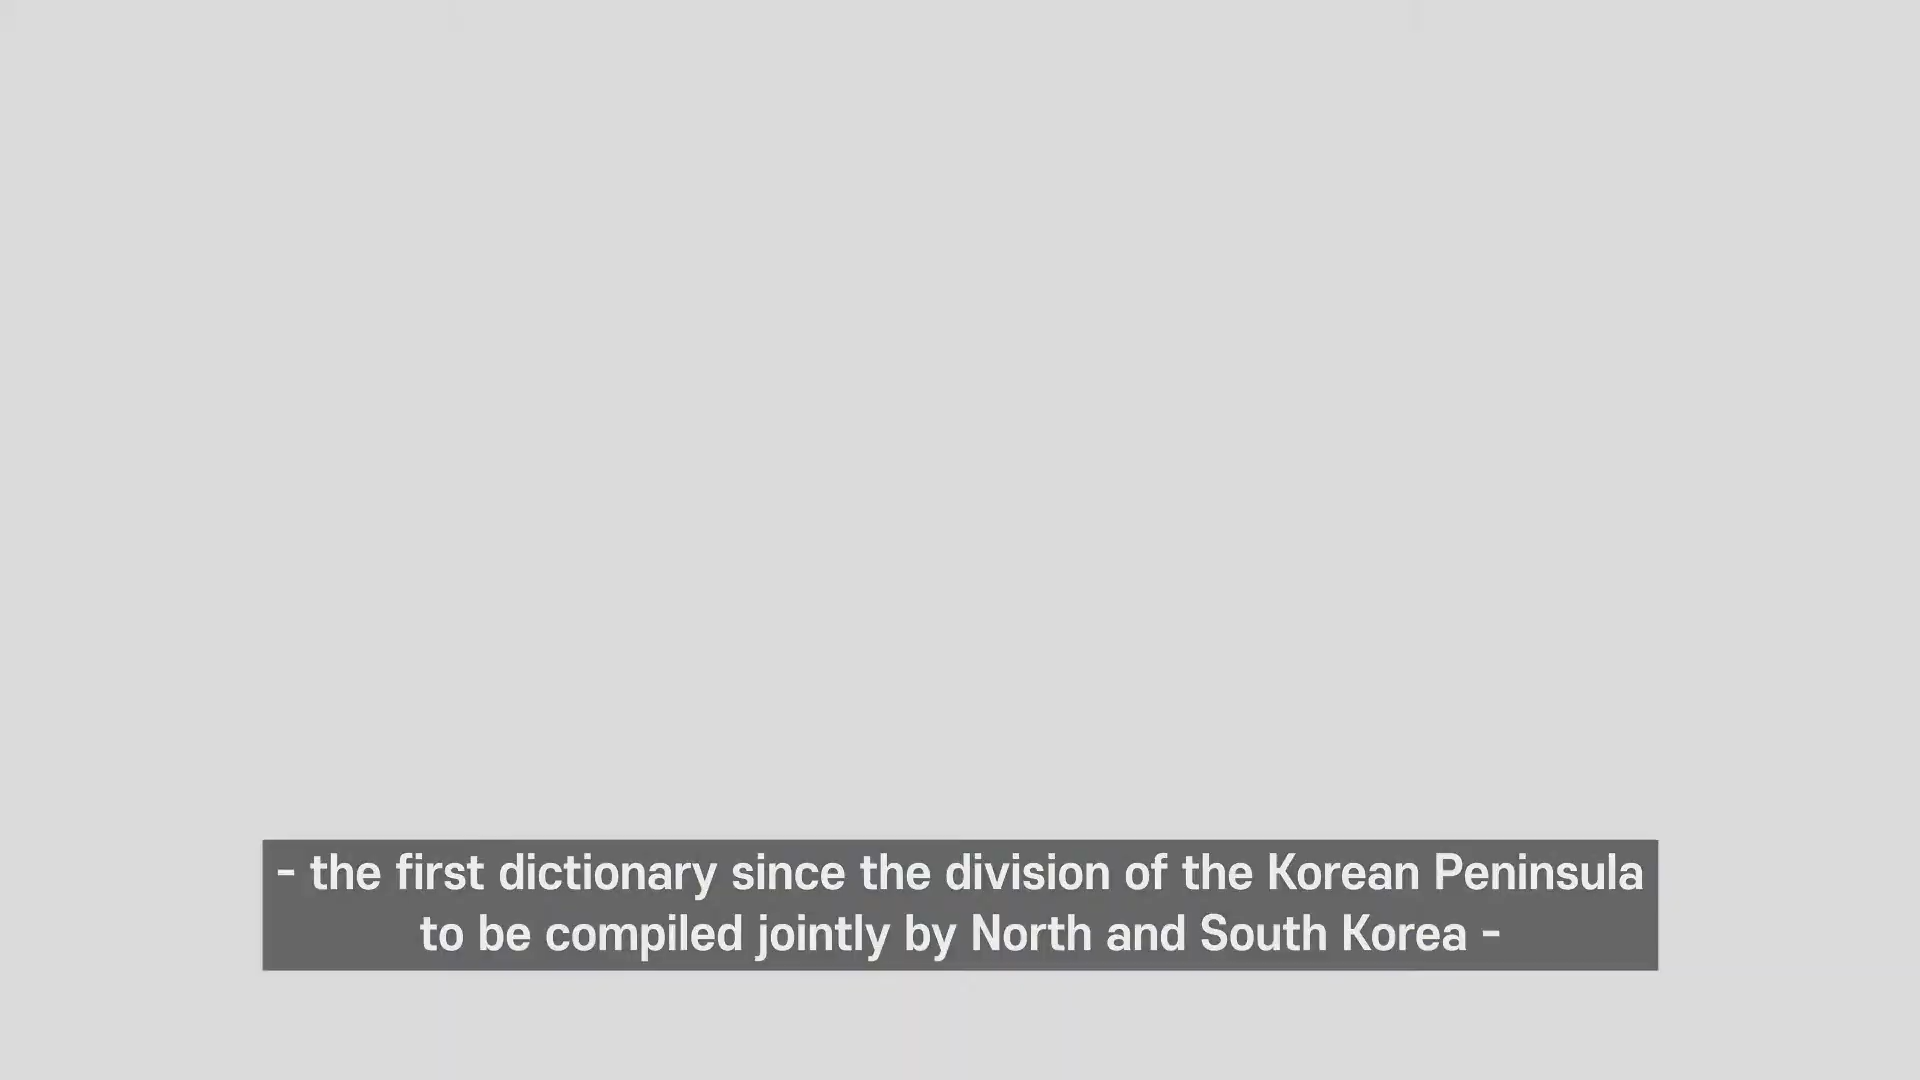 - the first dictionary since the division of the Korean Peninsula
to be compiled jointly by North and South Korea -